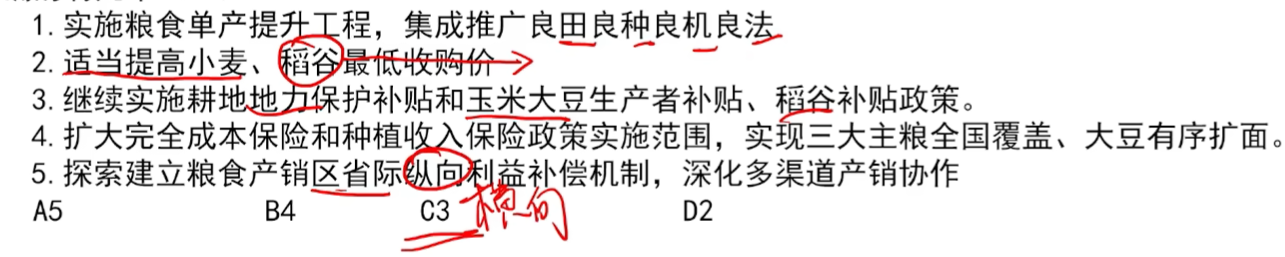 1. 实施粮食单产提升工程，集成推广良田良种良机良法
2. 适当提高小麦、稻谷最低收购价
3. 继续实施耕地地力保护补贴和玉米大豆生产者补贴、稻谷补贴政策。
4. 扩大完全成本保险和种植收入保险政策实施范围，实现三大主粮全国覆盖、大豆有序扩面。
5. 探索建立粮食产销区省际纵向利益补偿机制，深化多渠道产销协作
A5 B4 C3 D2
横向